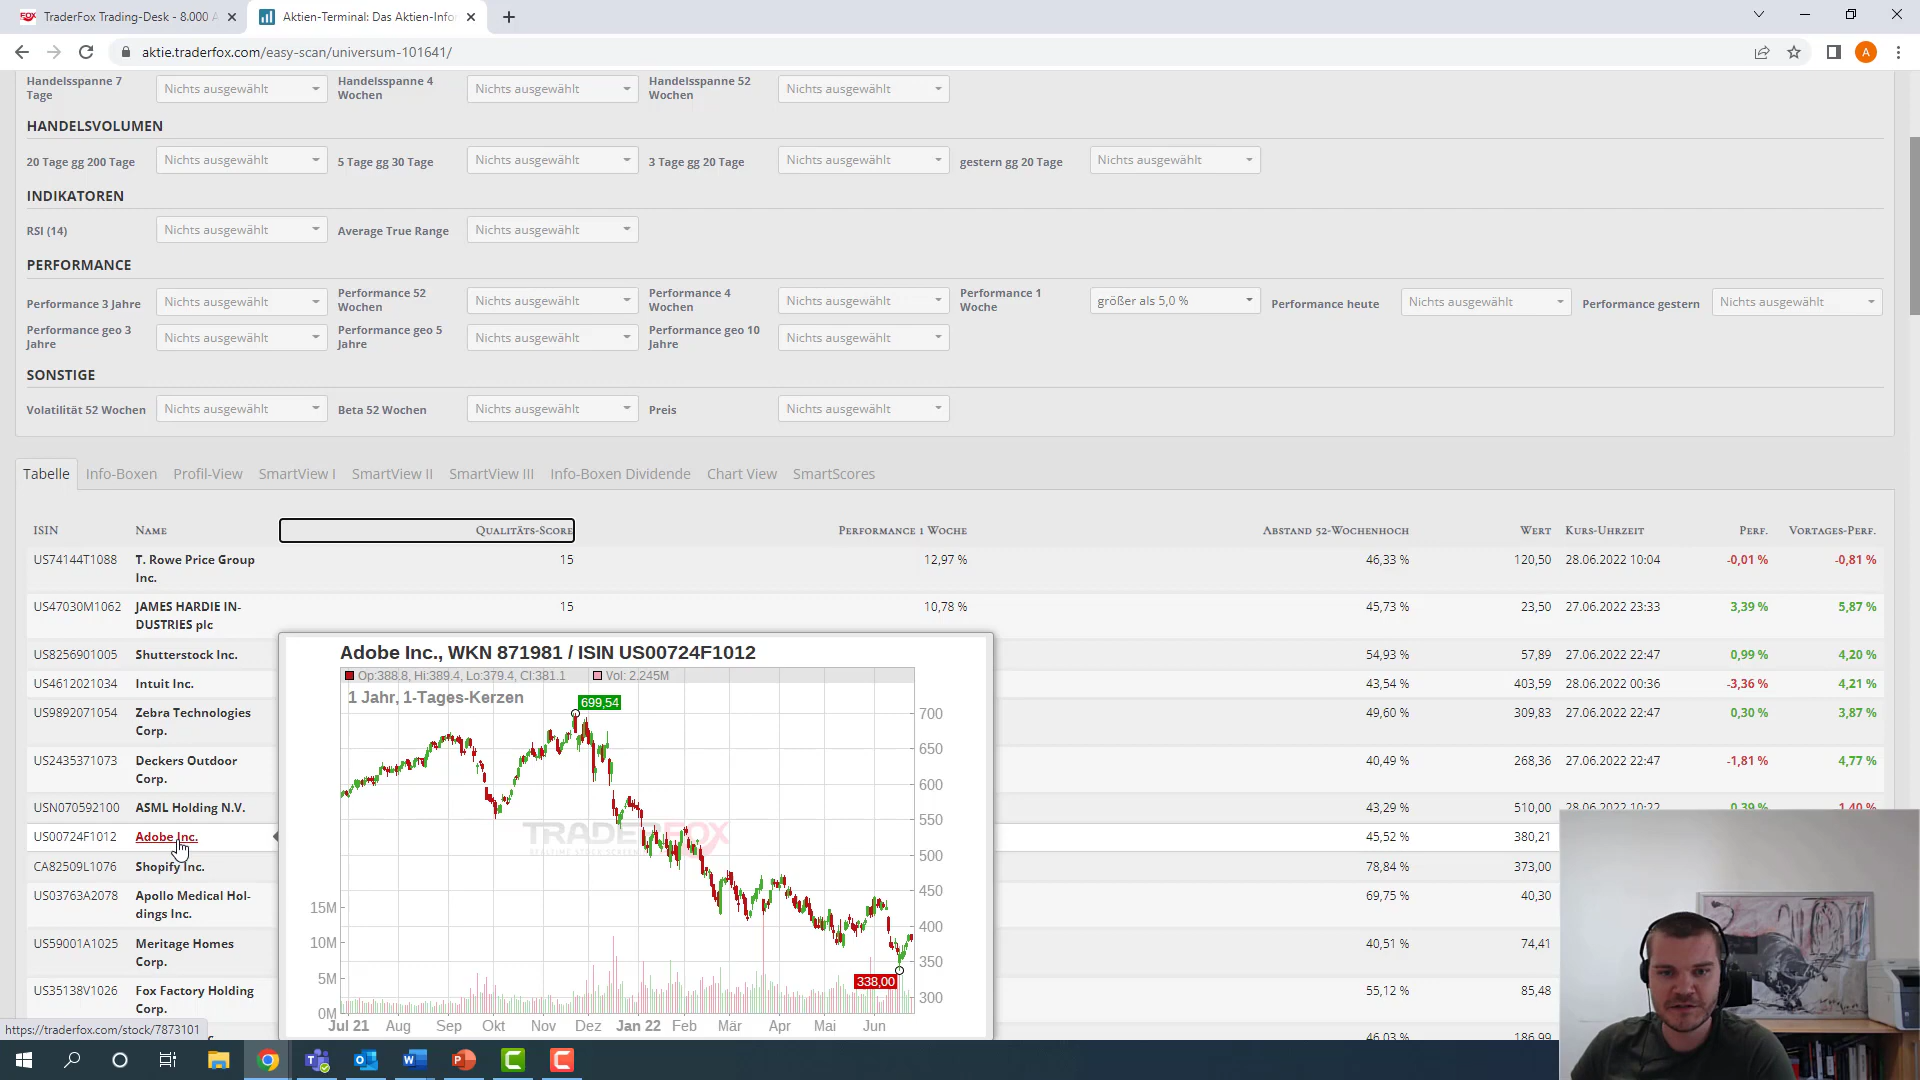 TraderFox Trading-Desk - 8.000 A
Aktien-Terminal: Das Aktien-Info
aktie.traderfox.com/easy-scan/universum-101641/
A
Handelsspanne 7 Tage
Nichts ausgewählt
Handelsspanne 4 Wochen
Nichts ausgewählt
Handelsspanne 52 Wochen
Nichts ausgewählt
HANDELSVOLUMEN
20 Tage gg 200 Tage
Nichts ausgewählt
5 Tage gg 30 Tage
Nichts ausgewählt
3 Tage gg 20 Tage
Nichts ausgewählt
gestern gg 20 Tage
Nichts ausgewählt
INDIKATOREN
RSI (14)
Nichts ausgewählt
Average True Range
Nichts ausgewählt
PERFORMANCE
Performance 3 Jahre
Nichts ausgewählt
Performance 52 Wochen
Nichts ausgewählt
Performance 4 Wochen
Nichts ausgewählt
Performance 1 Woche
größer als 5,0 %
Performance heute
Nichts ausgewählt
Performance gestern
Nichts ausgewählt
Performance geo 3 Jahre
Nichts ausgewählt
Performance geo 5 Jahre
Nichts ausgewählt
Performance geo 10 Jahre
Nichts ausgewählt
SONSTIGE
Volatilität 52 Wochen
Nichts ausgewählt
Beta 52 Wochen
Nichts ausgewählt
Preis
Nichts ausgewählt
Tabelle Info-Boxen Profil-View SmartView I SmartView II SmartView III Info-Boxen Dividende Chart View SmartScores
ISIN NAME QUALITÄTS-SCORE PERFORMANCE 1 WOCHE ABSTAND 52-WOCHENHOCH WERT KURS-UHRZEIT PERF. VORTAGES-PERF.
US74144T1088 T. Rowe Price Group Inc. 15 12,97 % 46,33 % 120,50 28.06.2022 10:04 -0,01 % -0,81 %
US47030M1062 JAMES HARDIE IN-DUSTRIES plc 15 10,78 % 45,73 % 23,50 27.06.2022 23:33 3,39 % 5,87 %
US8256901005 Shutterstock Inc. 54,93 % 57,89 27.06.2022 22:47 0,99 % 4,20 %
US4612021034 Intuit Inc. 43,54 % 403,59 28.06.2022 00:36 -3,36 % 4,21 %
US9892071054 Zebra Technologies Corp. 49,60 % 309,83 27.06.2022 22:47 0,30 % 3,87 %
US2435371073 Deckers Outdoor Corp. 40,49 % 268,36 27.06.2022 22:47 -1,81 % 4,77 %
USN070592100 ASML Holding N.V. 43,29 % 510,00 28.06.2022 10:22 0,39 % 1,40 %
US00724F1012 Adobe Inc. 45,52 % 380,21
CA82509L1076 Shopify Inc. 78,84 % 373,00
US03763A2078 Apollo Medical Hol-dings Inc. 69,75 % 40,30
US59001A1025 Meritage Homes Corp. 40,51 % 74,41
US35138V1026 Fox Factory Holding Corp. 55,12 % 85,48
46,03 % 186,99
Adobe Inc., WKN 871981 / ISIN US00724F1012
Op:388.8, Hi:389.4, Lo:379.4, Cl:381.1 Vol: 2.245M
1 Jahr, 1-Tages-Kerzen
699,54
TRADERFOX
REALTIME STOCK SCREENING
338,00
700
650
600
550
500
450
400
350
300
15M
10M
5M
0M
Jul 21 Aug Sep Okt Nov Dez Jan 22 Feb Mär Apr Mai Jun
https://traderfox.com/stock/7873101